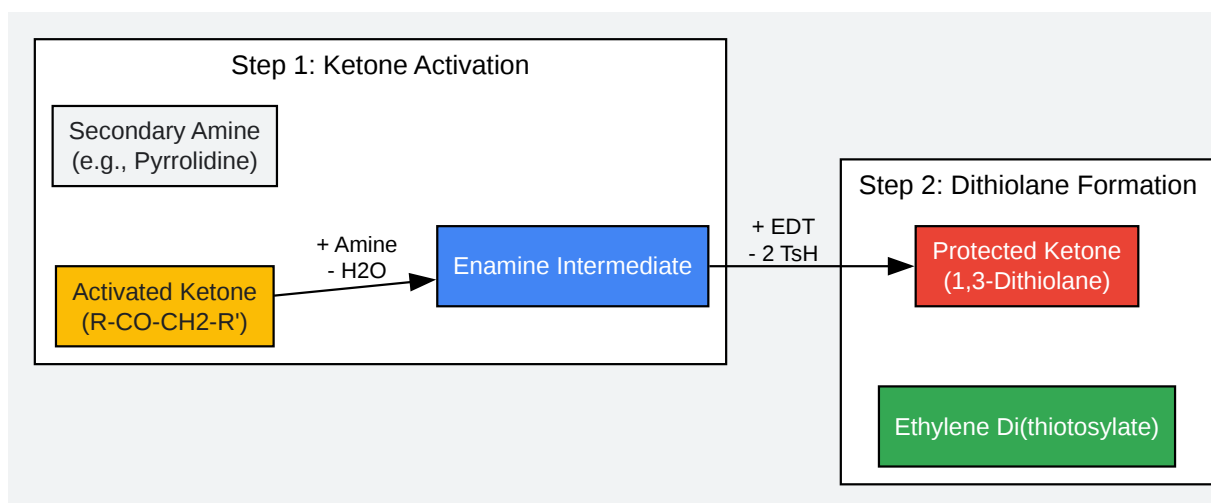 Step 1: Ketone Activation
Secondary Amine
(e.g., Pyrrolidine)
Activated Ketone
(R-CO-CH2-R')
+ Amine
- H2O
Enamine Intermediate
+ EDT
- 2 TsH
Step 2: Dithiolane Formation
Protected Ketone
(1,3-Dithiolane)
Ethylene Di(thiotosylate)